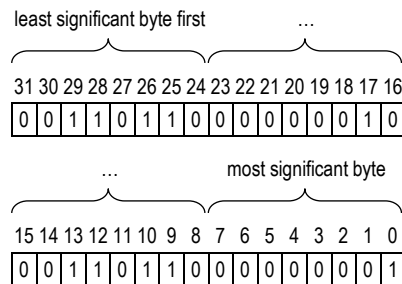 least significant byte first …
31 30 29 28 27 26 25 24 23 22 21 20 19 18 17 16
0 0 1 1 0 1 1 0 0 0 0 0 0 0 1 0
… most significant byte
15 14 13 12 11 10 9 8 7 6 5 4 3 2 1 0
0 0 1 1 0 1 1 0 0 0 0 0 0 0 0 1